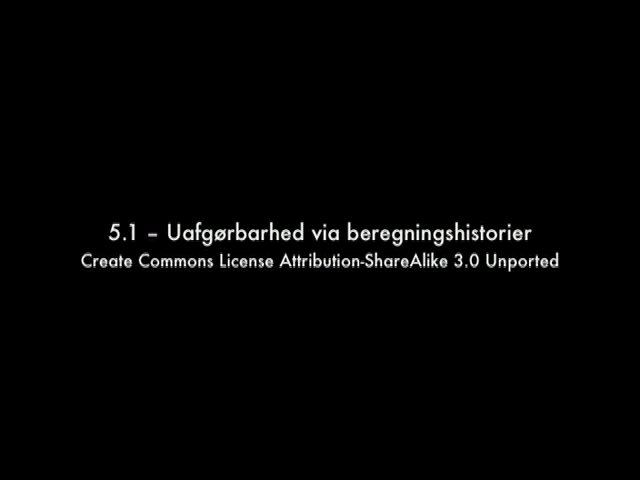 5.1 – Uafgørbarhed via beregningshistorier
Create Commons License Attribution-ShareAlike 3.0 Unported